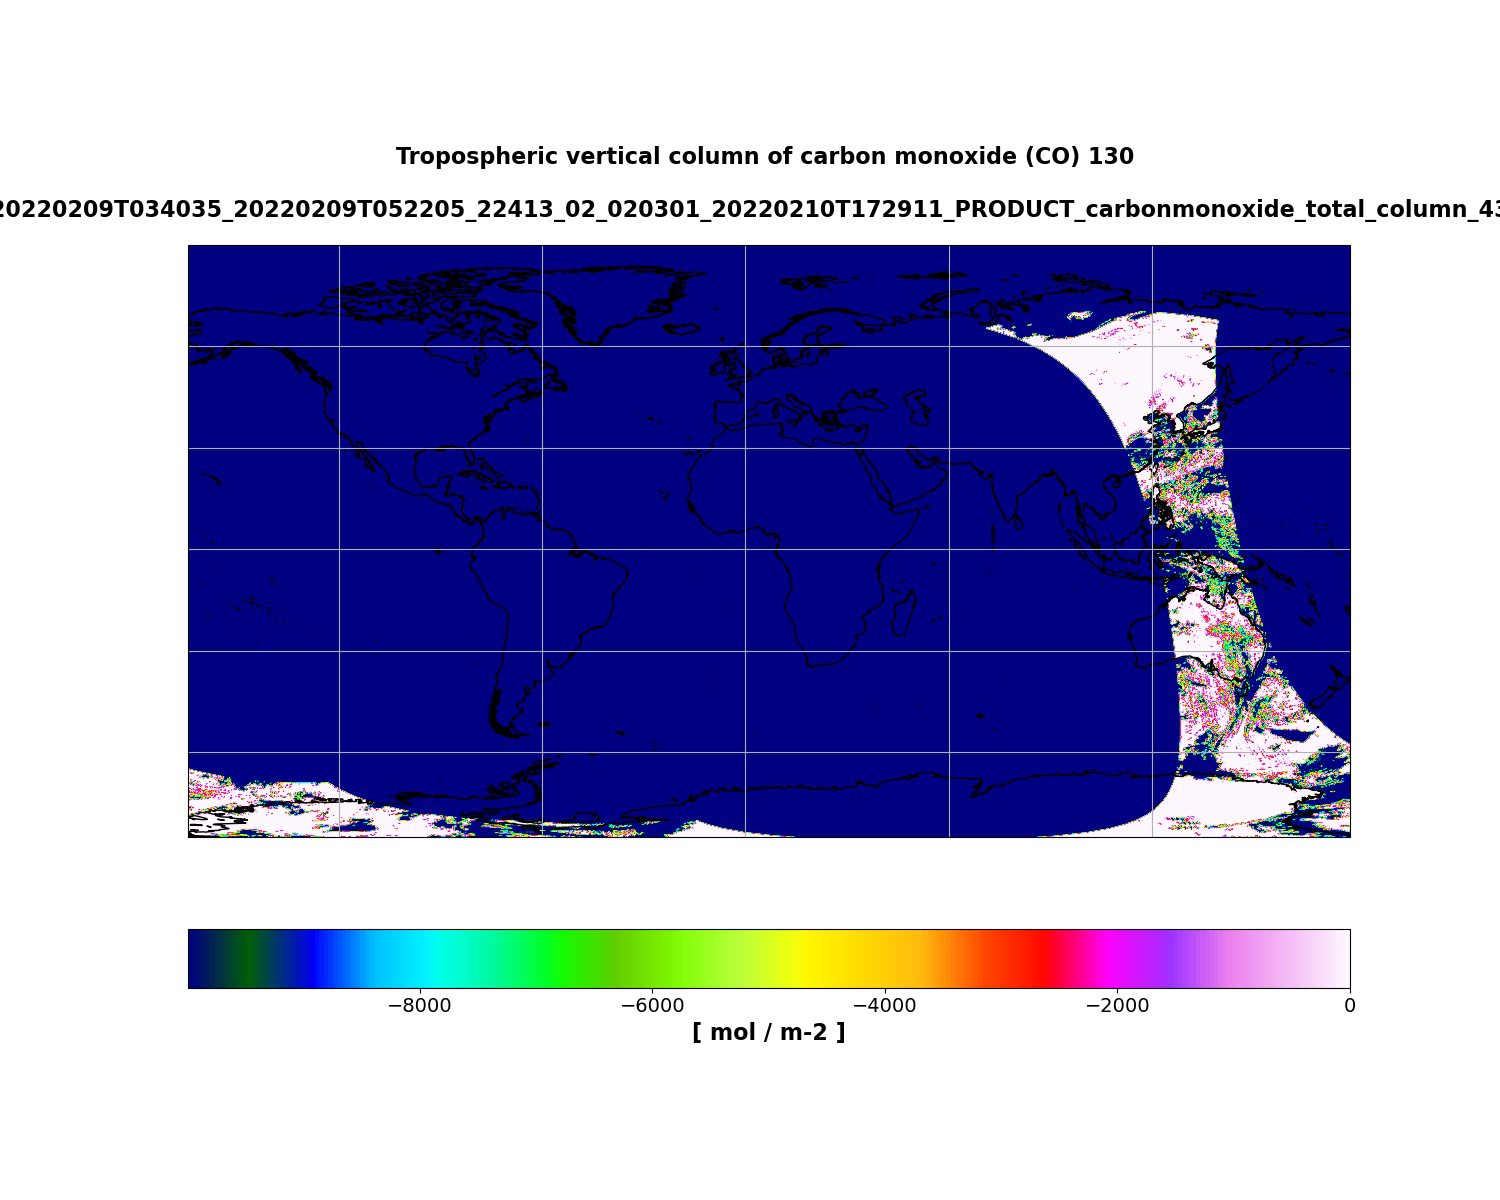 Tropospheric vertical column of carbon monoxide (CO) 130
20220209T034035_20220209T052205_22413_02_020301_20220210T172911_PRODUCT_carbonmonoxide_total_column_43
−8000 −6000 −4000 −2000 0
[ mol / m-2 ]